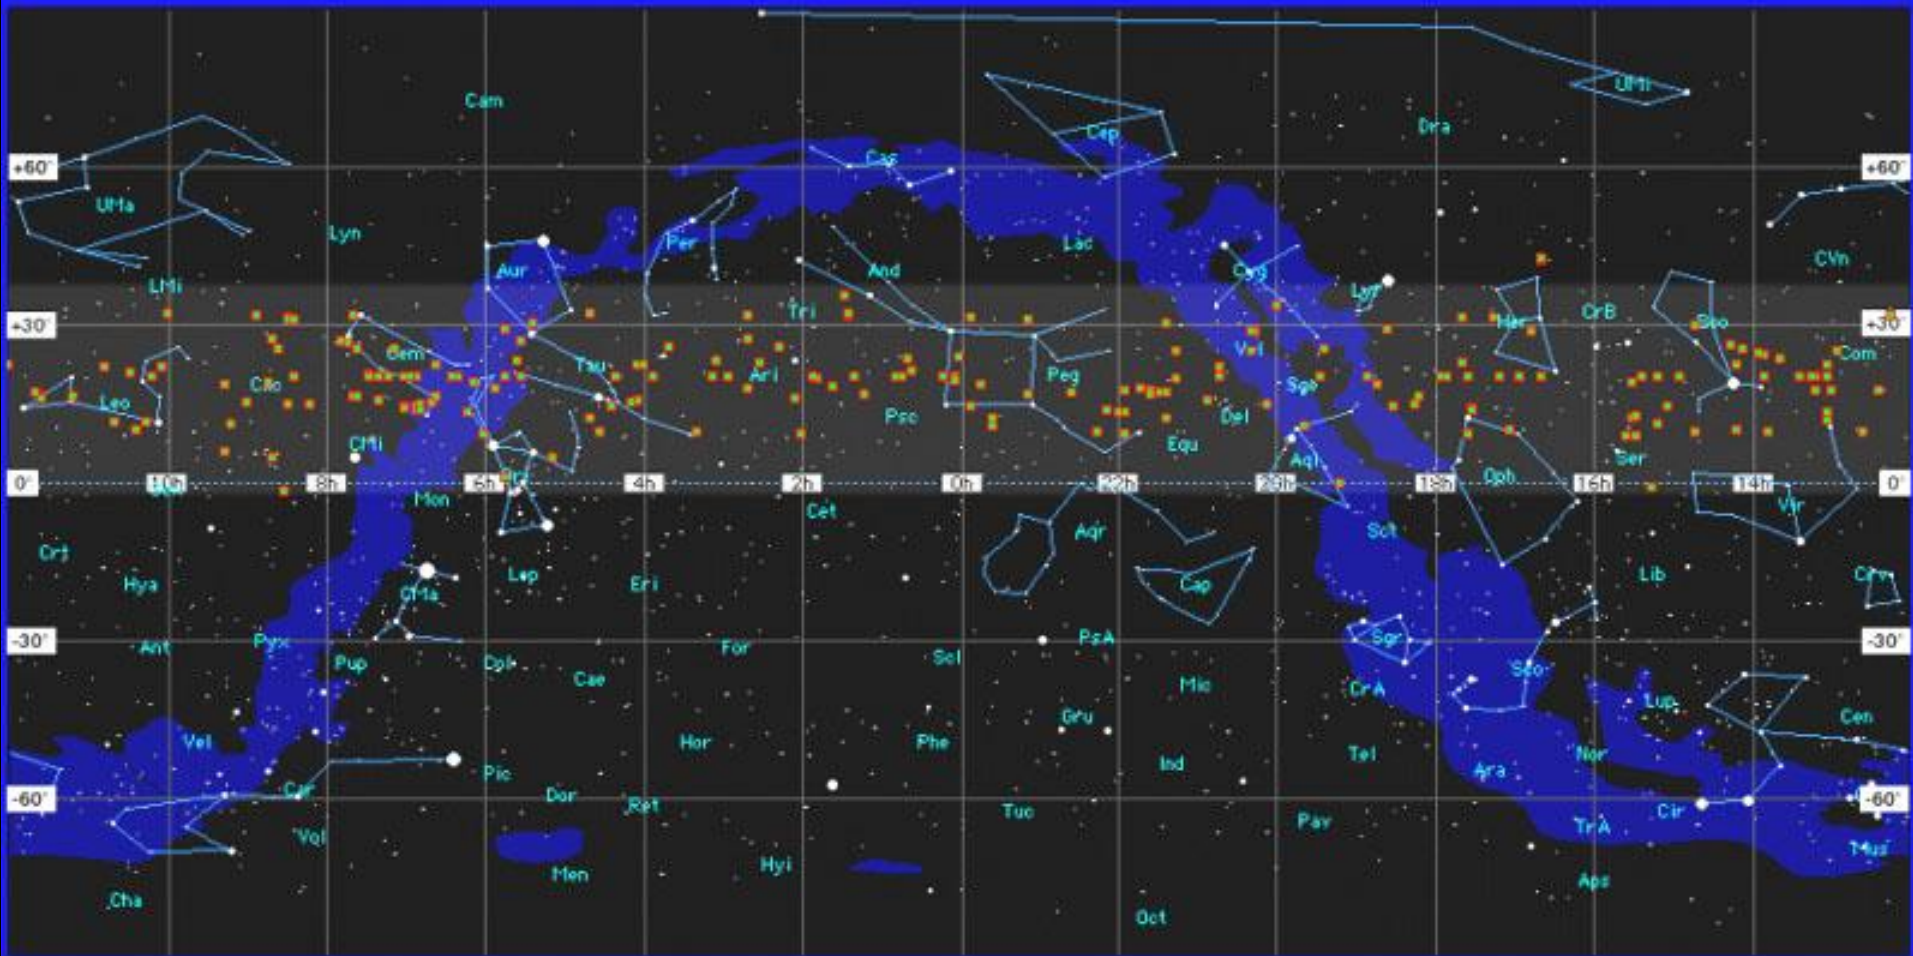 UMi
Cam
Dra
Cep
Cas
+60°
+60°
UMa
Lyn
Per
Lac
Aur
And
Cyg
CVn
LMi
Lyr
Tri
CrB
Her
Boo
+30°
+30°
Gem
Tau
Vul
Com
Ari
Peg
Cnc
Sge
Leo
Psc
Del
CMi
Equ
Aql
Ser
Oph
Ori
0°
10h
8h
6h
4h
2h
0h
22h
20h
18h
16h
14h
0°
Mon
Cet
Vir
Aqr
Sct
Crt
Hya
Lep
Eri
Cap
Lib
Crv
CMa
-30°
Ant
Pyx
PsA
Sgr
-30°
Pup
Col
For
Scl
Sco
Cae
Mic
CrA
Lup
Gru
Cen
Vel
Hor
Phe
Tel
Nor
Pic
Ind
Ara
Car
-60°
Dor
Ret
Tuc
Cir
-60°
Vol
Pav
TrA
Mus
Men
Hyi
Aps
Cha
Oct